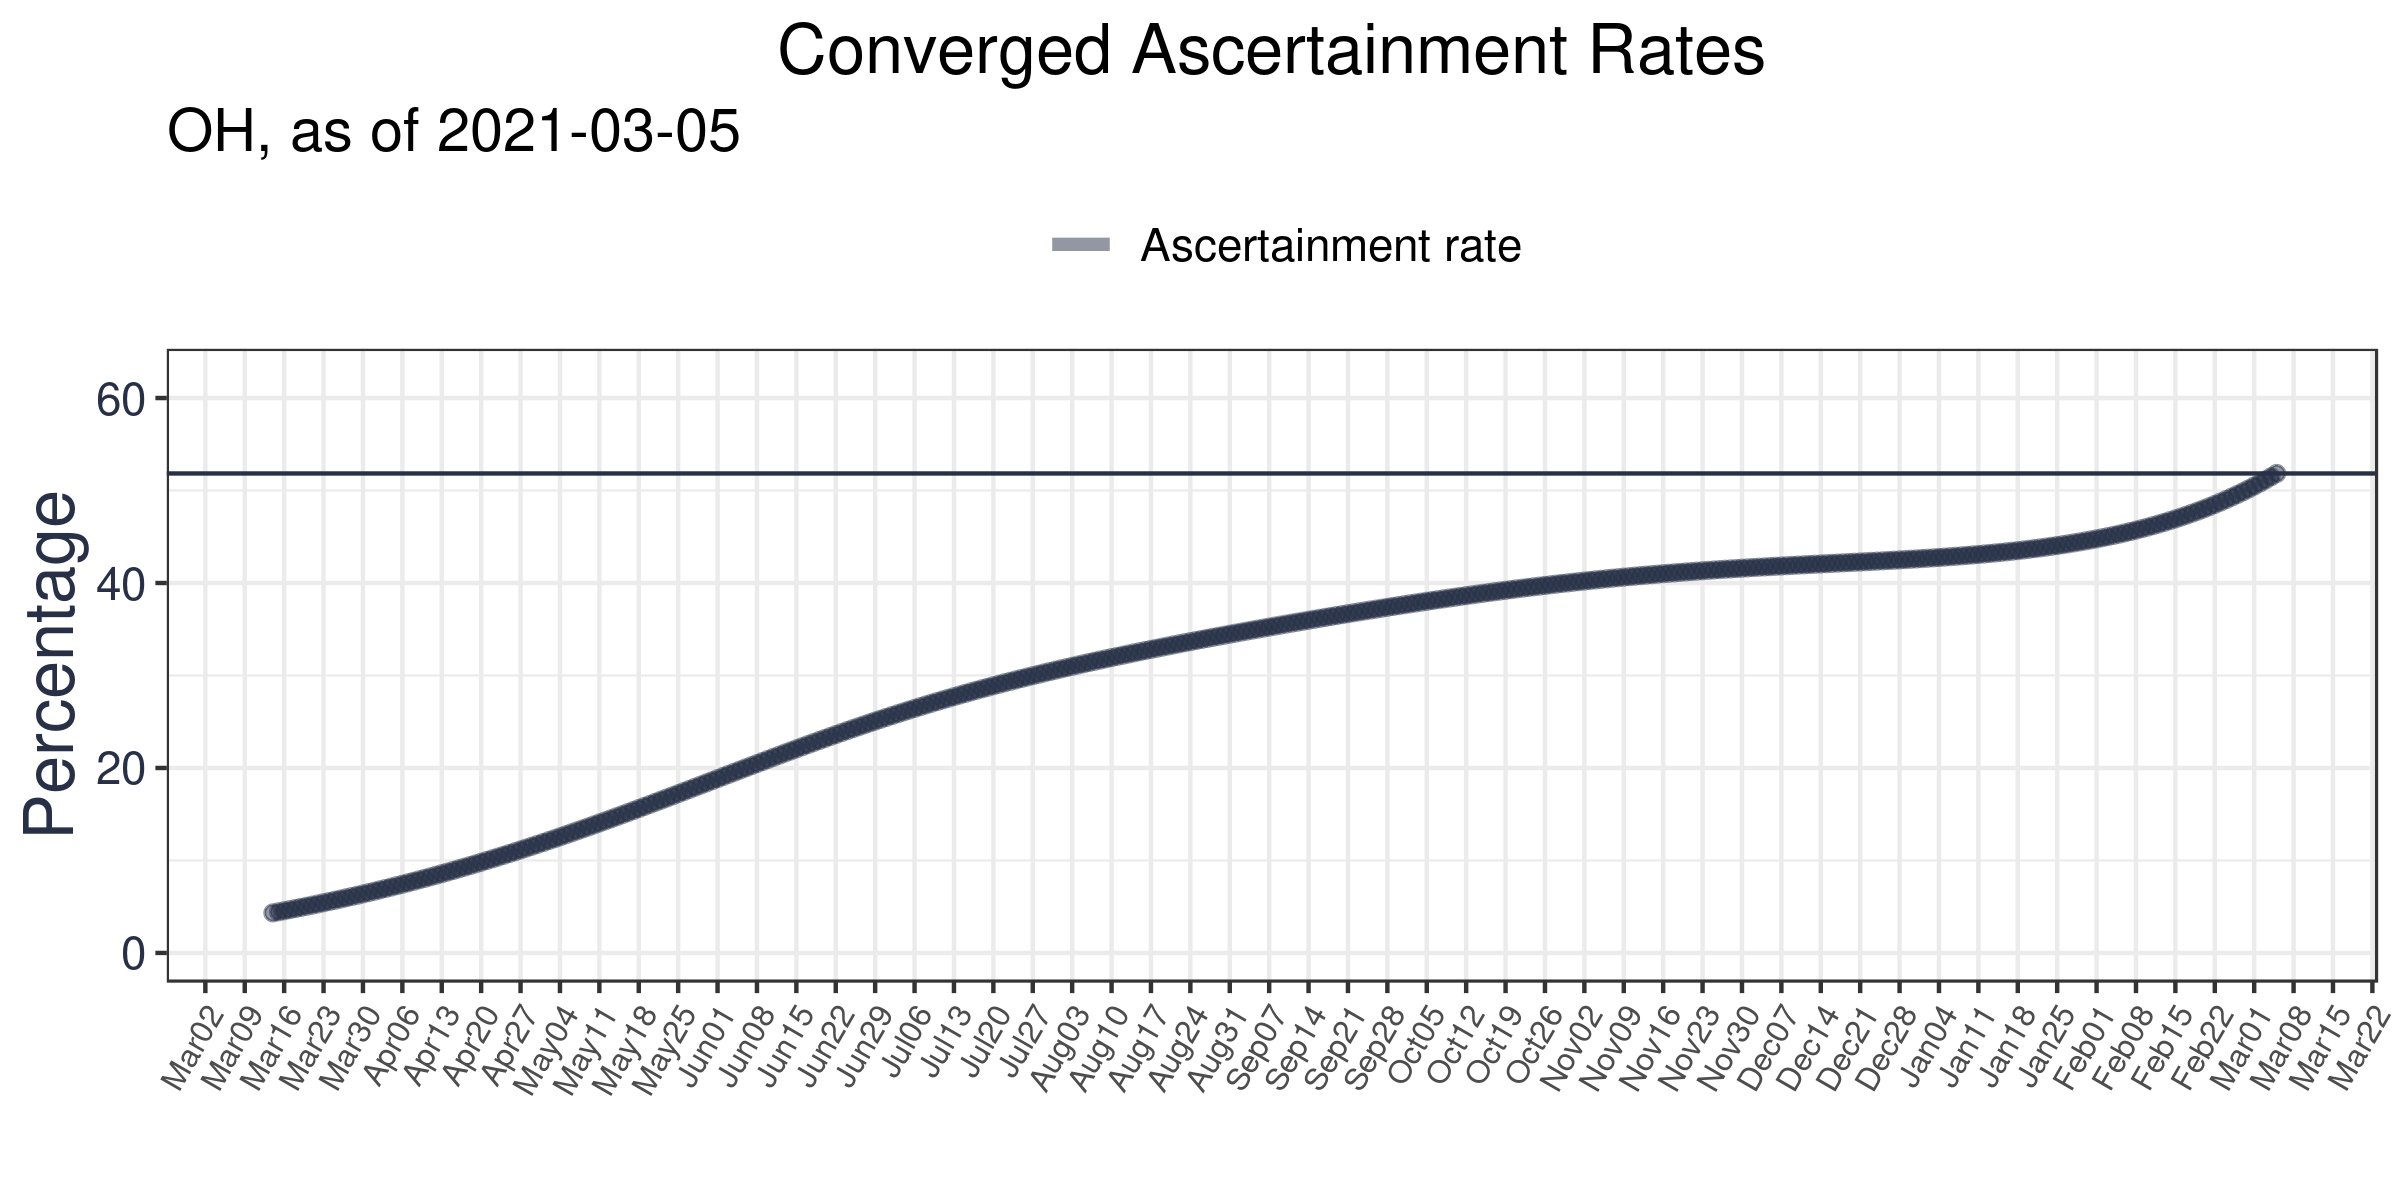 Converged Ascertainment Rates
OH, as of 2021-03-05
Ascertainment rate
Percentage
60
40
20
0
Mar02 Mar09 Mar16 Mar23 Mar30 Apr06 Apr13 Apr20 Apr27 May04 May11 May18 May25 Jun01 Jun08 Jun15 Jun22 Jun29 Jul06 Jul13 Jul20 Jul27 Aug03 Aug10 Aug17 Aug24 Aug31 Sep07 Sep14 Sep21 Sep28 Oct05 Oct12 Oct19 Oct26 Nov02 Nov09 Nov16 Nov23 Nov30 Dec07 Dec14 Dec21 Dec28 Jan04 Jan11 Jan18 Jan25 Feb01 Feb08 Feb15 Feb22 Mar01 Mar08 Mar15 Mar22